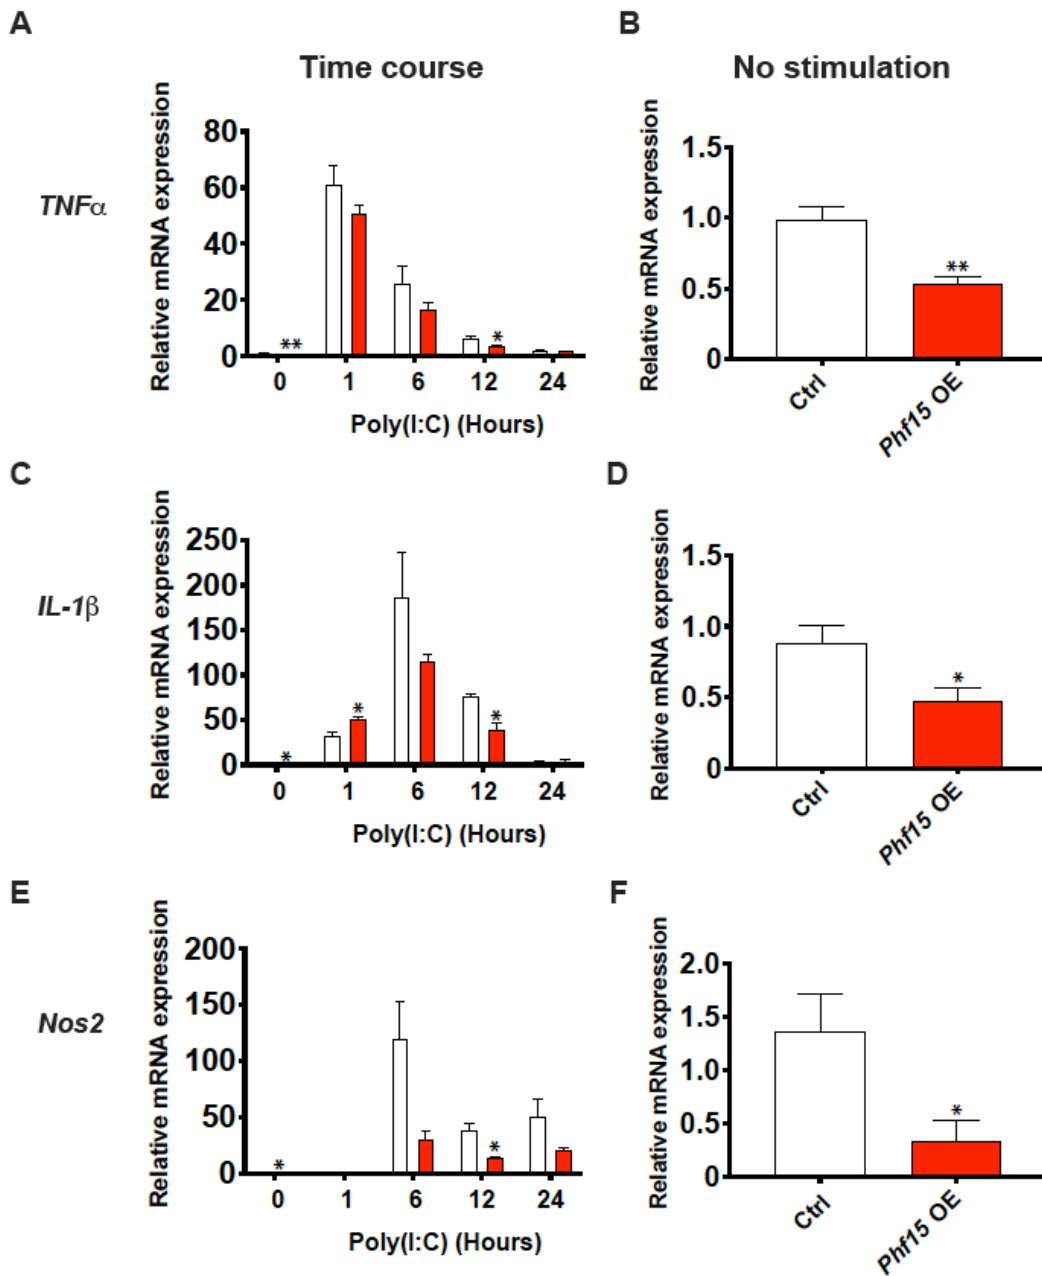 A
B
Time course
No stimulation
TNFα
Relative mRNA expression
80
60
40
20
0
**
*
0 1 6 12 24
Poly(I:C) (Hours)
Relative mRNA expression
1.5
1.0
0.5
0
**
Ctrl
Phf15 OE
C
D
IL-1β
Relative mRNA expression
250
200
150
100
50
0
*
*
*
0 1 6 12 24
Poly(I:C) (Hours)
Relative mRNA expression
1.5
1.0
0.5
0
*
Ctrl
Phf15 OE
E
F
Nos2
Relative mRNA expression
200
150
100
50
0
*
*
0 1 6 12 24
Poly(I:C) (Hours)
Relative mRNA expression
2.0
1.5
1.0
0.5
0
*
Ctrl
Phf15 OE